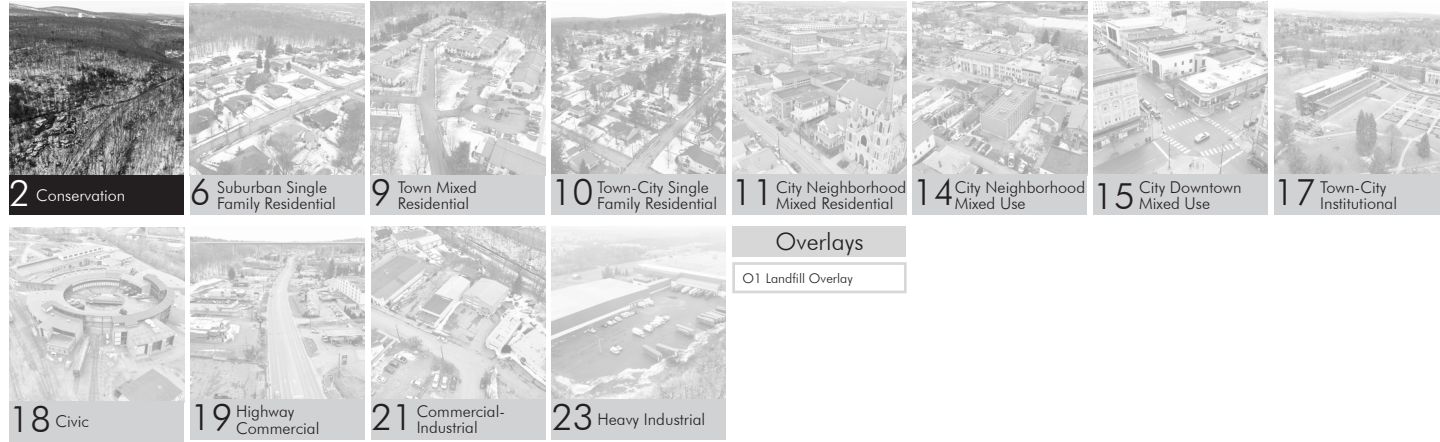 2 Conservation
6 Suburban Single
Family Residential
9 Town Mixed
Residential
10 Town-City Single
Family Residential
11 City Neighborhood
Mixed Residential
14 City Neighborhood
Mixed Use
15 City Downtown
Mixed Use
17 Town-City
Institutional
18 Civic
19 Highway
Commercial
21 Commercial-
Industrial
23 Heavy Industrial
Overlays
O1 Landfill Overlay